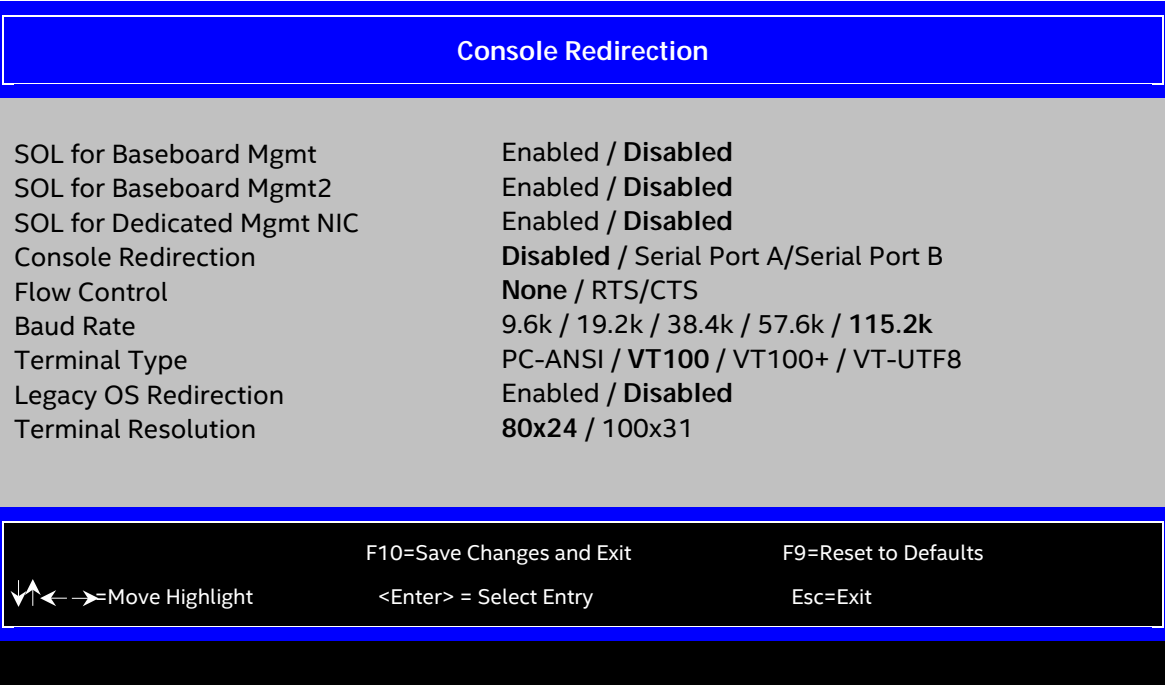 Console Redirection
SOL for Baseboard Mgmt Enabled / Disabled
SOL for Baseboard Mgmt2 Enabled / Disabled
SOL for Dedicated Mgmt NIC Enabled / Disabled
Console Redirection Disabled / Serial Port A/Serial Port B
Flow Control None / RTS/CTS
Baud Rate 9.6k / 19.2k / 38.4k / 57.6k / 115.2k
Terminal Type PC-ANSI / VT100 / VT100+ / VT-UTF8
Legacy OS Redirection Enabled / Disabled
Terminal Resolution 80x24 / 100x31
F10=Save Changes and Exit F9=Reset to Defaults
↓↑← →=Move Highlight <Enter> = Select Entry Esc=Exit